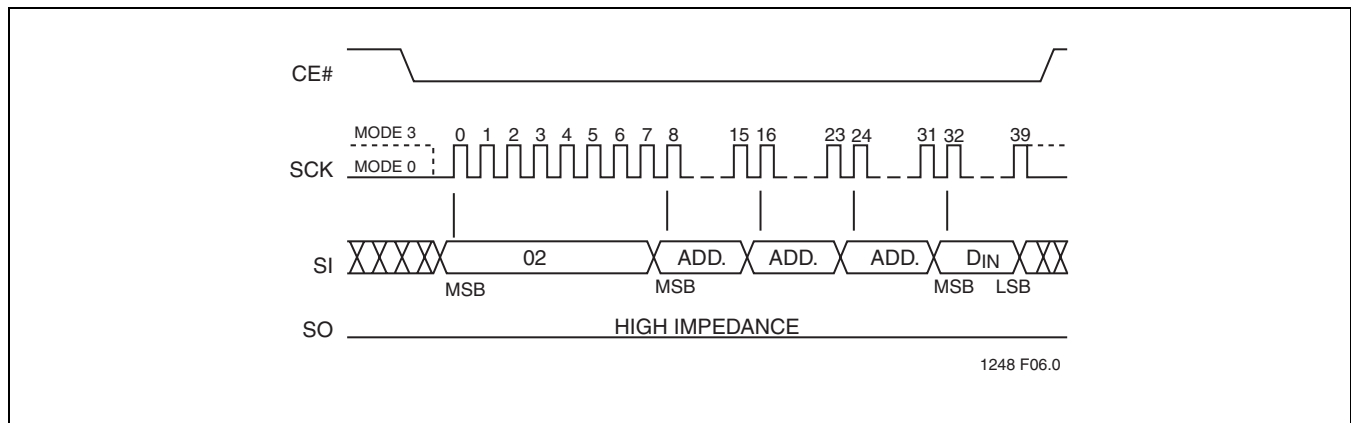 CE#
MODE 3
0 1 2 3 4 5 6 7 8 15 16 23 24 31 32 39
SCK MODE 0
SI 02 ADD. ADD. ADD. DIN
MSB MSB MSB LSB
SO HIGH IMPEDANCE
1248 F06.0